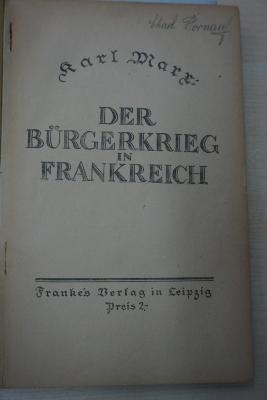 Karl Marx:
DER
BÜRGERKRIEG
IN
FRANKREICH
Franke's Verlag in Leipzig
Preis 2.-